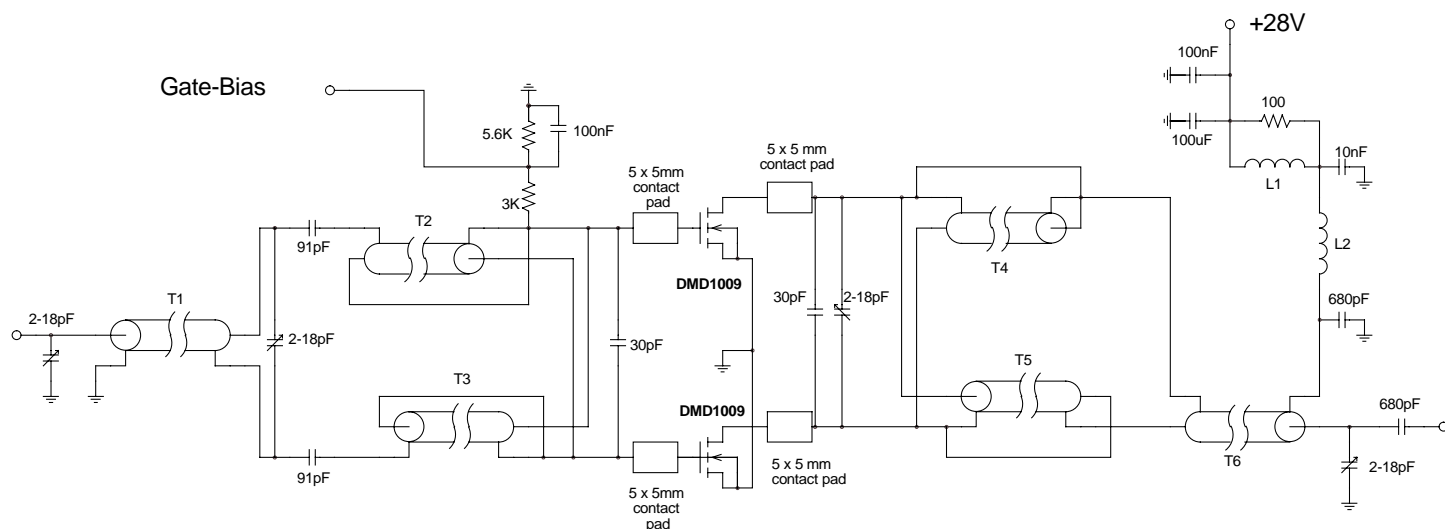 +28V
100nF
Gate-Bias
100
5.6K
100nF
100uF
10nF
5 x 5 mm
contact pad
5 x 5mm
contact
pad
L1
3K
T2
91pF
L2
T4
DMD1009
T1
30pF
2-18pF
680pF
2-18pF
2-18pF
30pF
T3
T5
DMD1009
680pF
91pF
5 x 5 mm
contact pad
T6
2-18pF
5 x 5mm
contact
pad